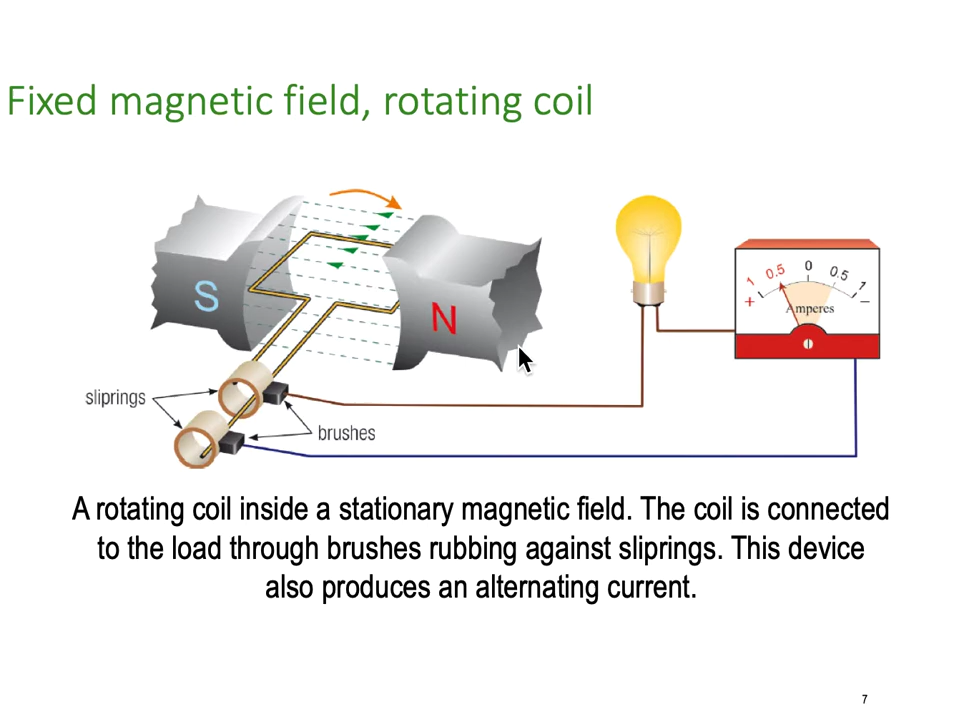 Fixed magnetic field, rotating coil
S
N
+ 1 0.5 0 0.5 1 –
Amperes
sliprings
brushes
A rotating coil inside a stationary magnetic field. The coil is connected
to the load through brushes rubbing against sliprings. This device
also produces an alternating current.
7